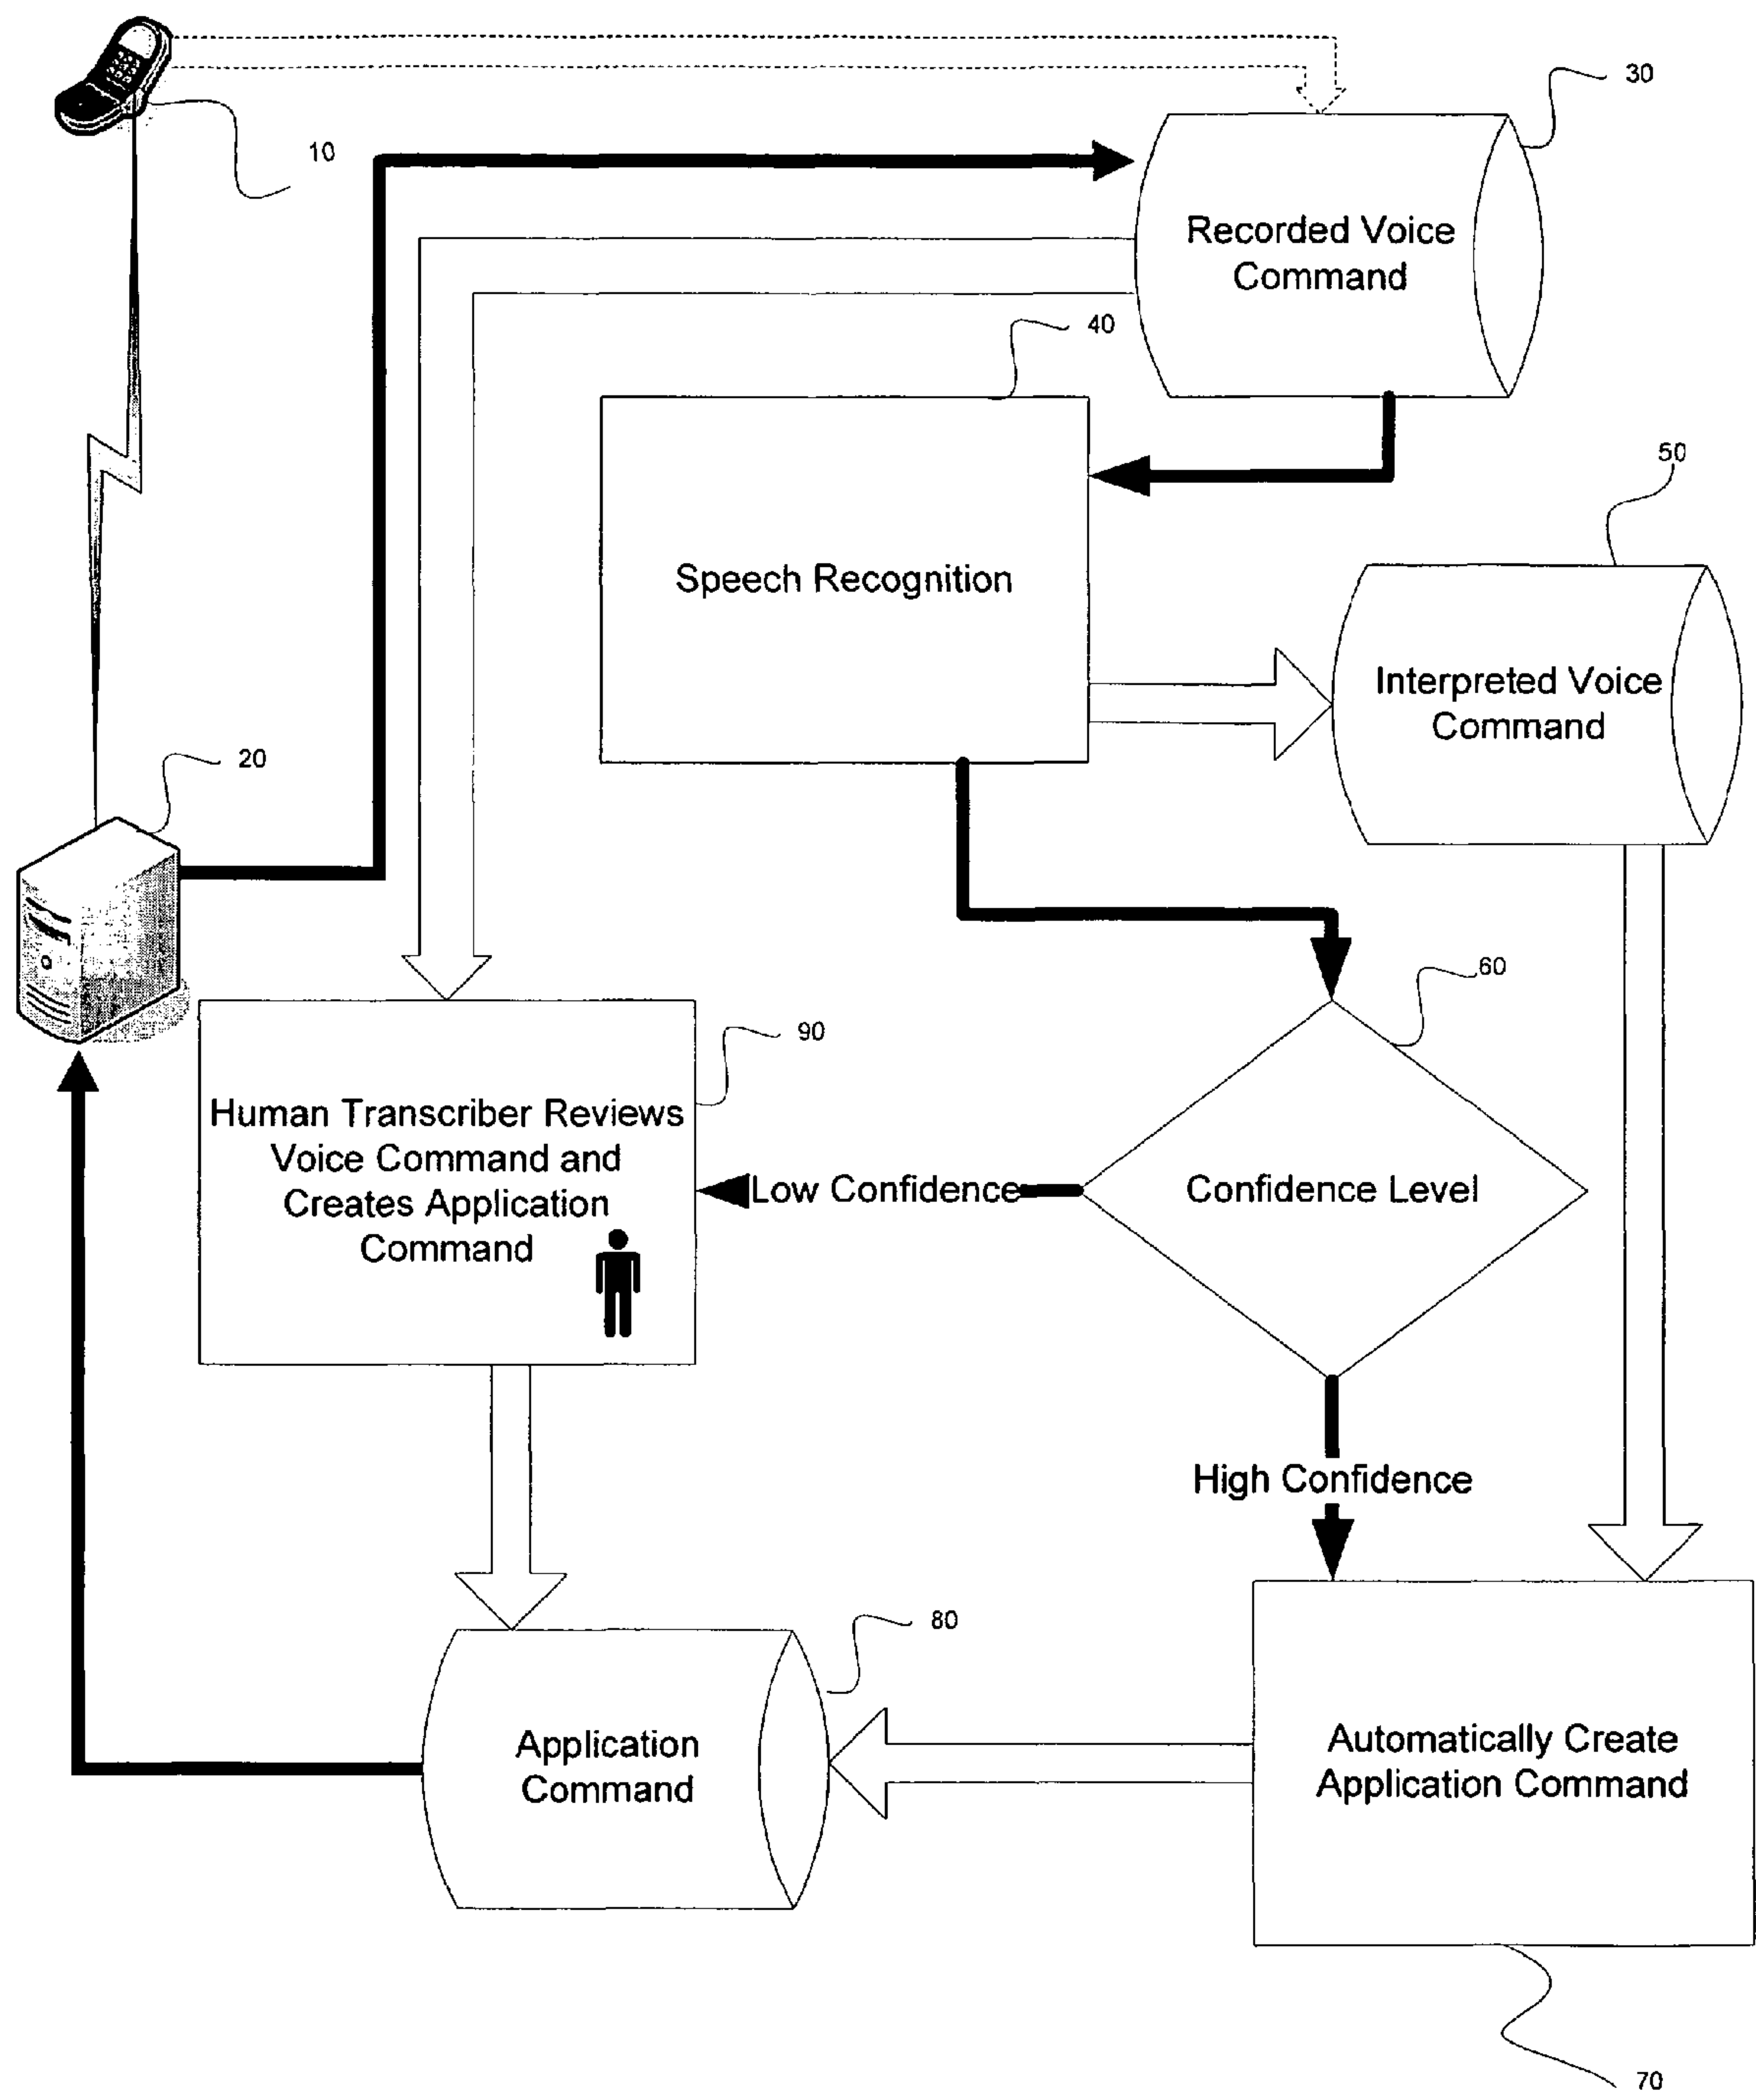 30
10
Recorded Voice
Command
40
50
Speech Recognition
Interpreted Voice
Command
20
60
90
Human Transcriber Reviews
Voice Command and
Creates Application
Command
Low Confidence
Confidence Level
High Confidence
80
Application
Command
Automatically Create
Application Command
70